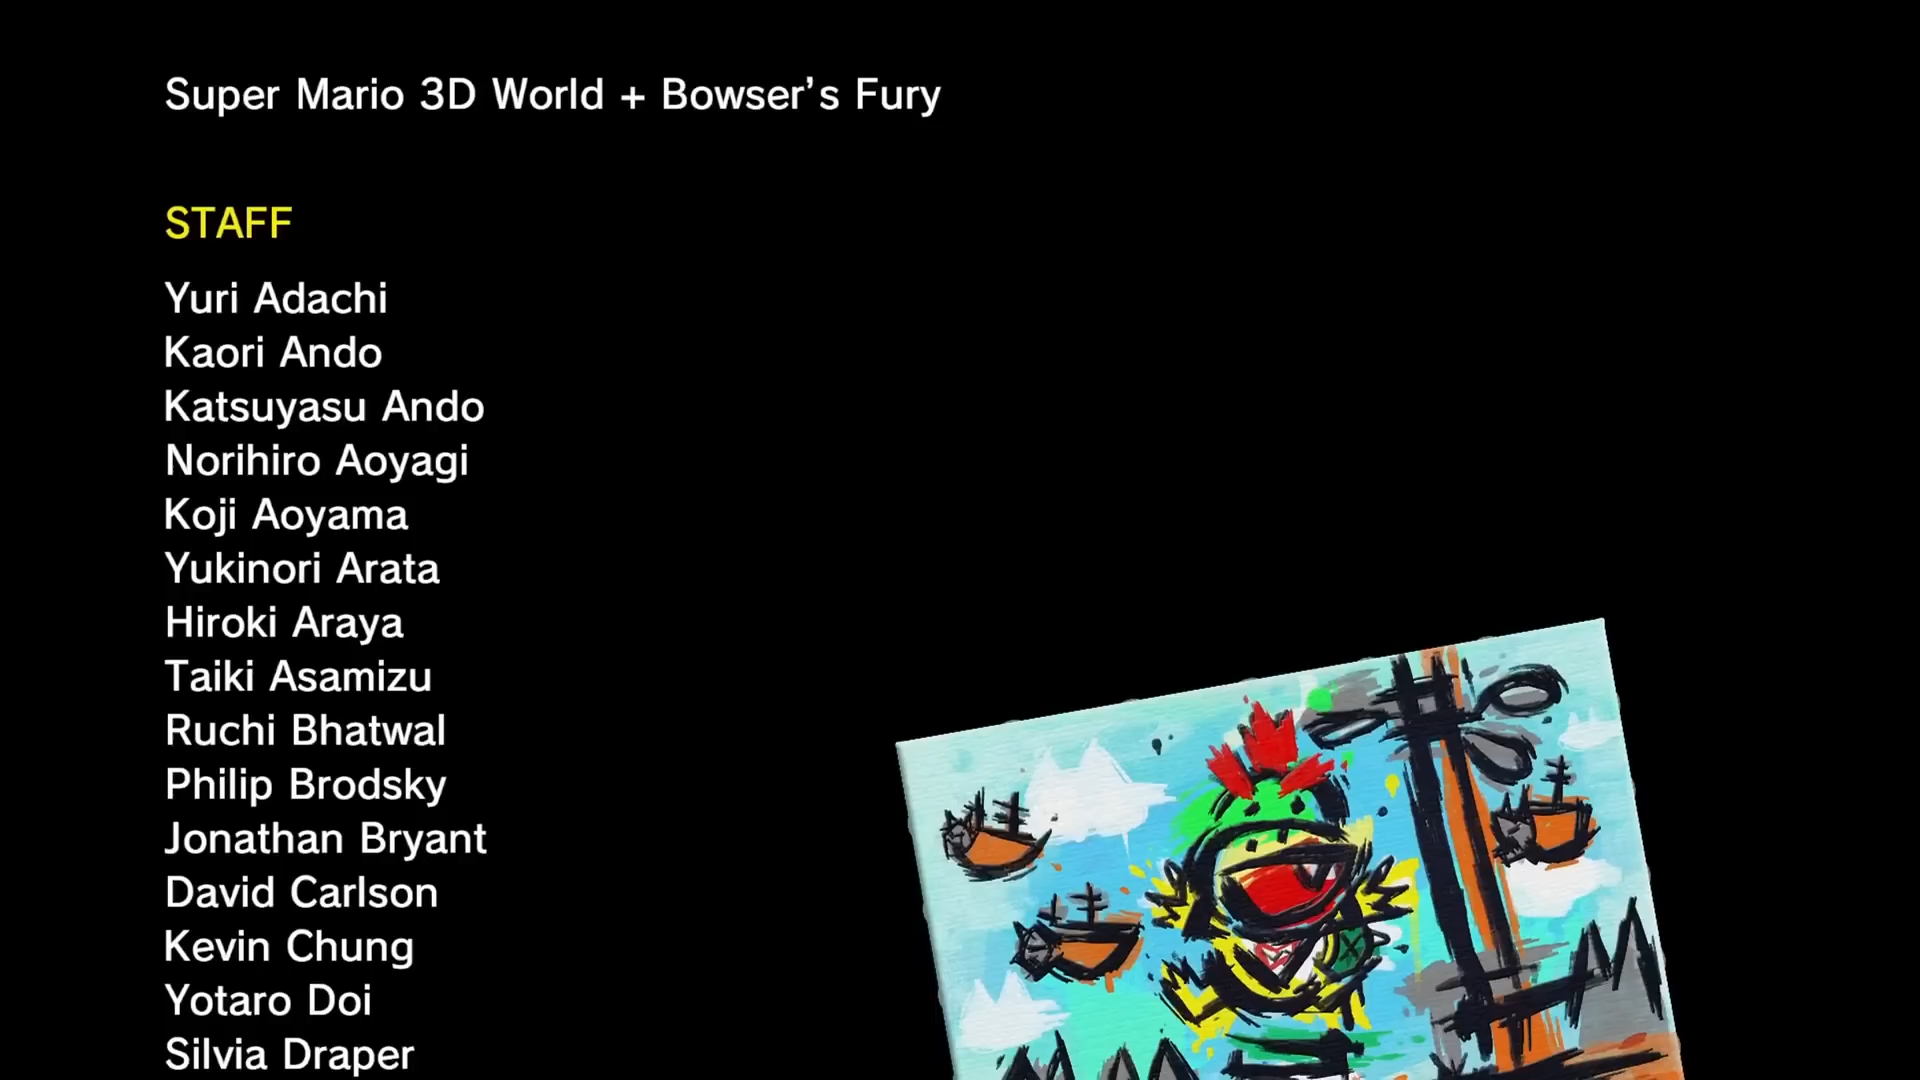 Super Mario 3D World + Bowser’s Fury
STAFF
Yuri Adachi
Kaori Ando
Katsuyasu Ando
Norihiro Aoyagi
Koji Aoyama
Yukinori Arata
Hiroki Araya
Taiki Asamizu
Ruchi Bhatwal
Philip Brodsky
Jonathan Bryant
David Carlson
Kevin Chung
Yotaro Doi
Silvia Draper